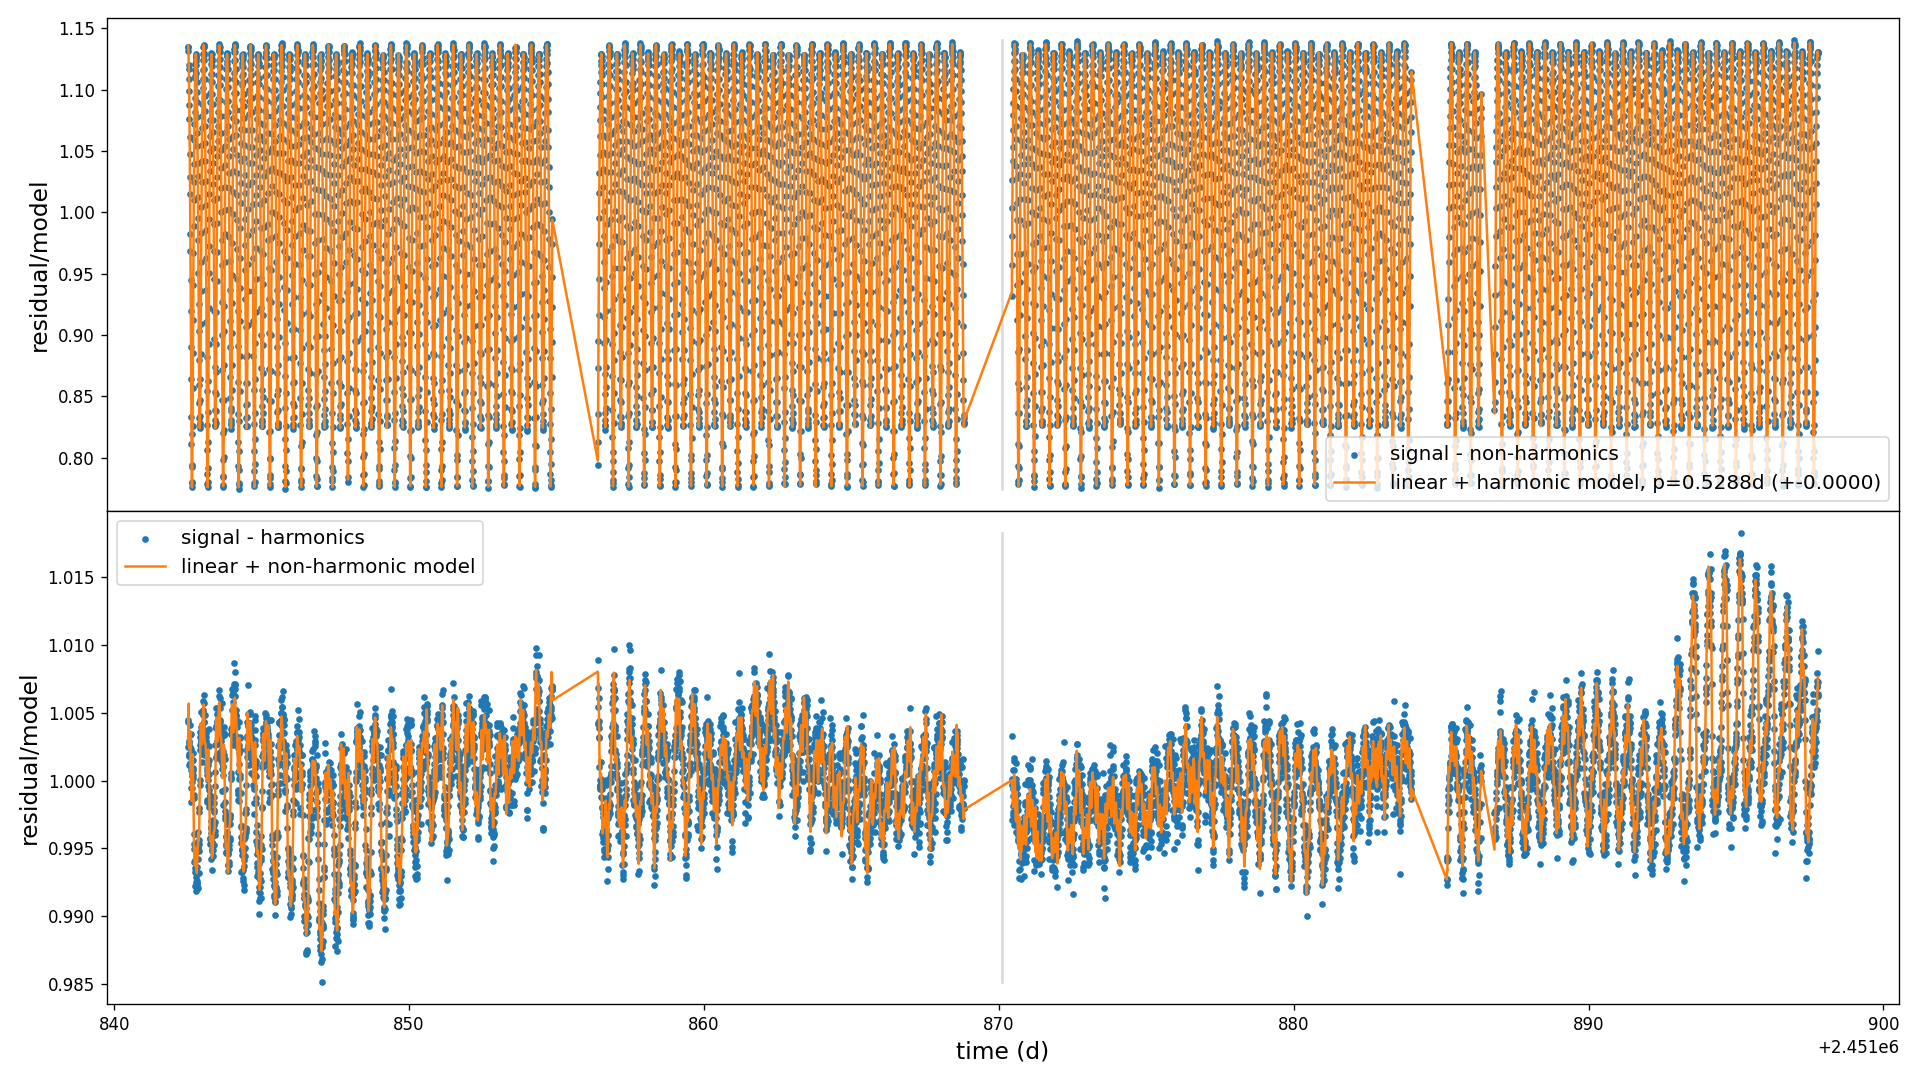 1.15
1.10
1.05
1.00
0.95
0.90
0.85
0.80
residual/model
signal - non-harmonics
linear + harmonic model, p=0.5288d (+-0.0000)
signal - harmonics
linear + non-harmonic model
1.015
1.010
1.005
1.000
0.995
0.990
0.985
residual/model
840 850 860 870 880 890 900
time (d)
+2.451e6